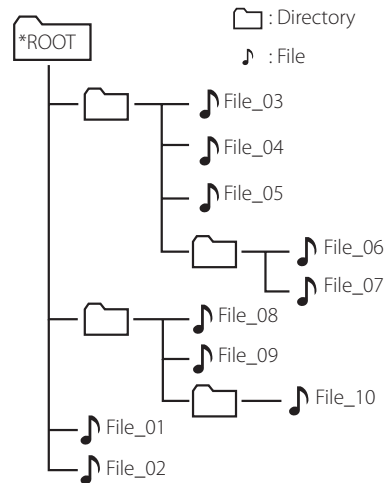 *ROOT
: Directory
: File
File_03
File_04
File_05
File_06
File_07
File_08
File_09
File_10
File_01
File_02